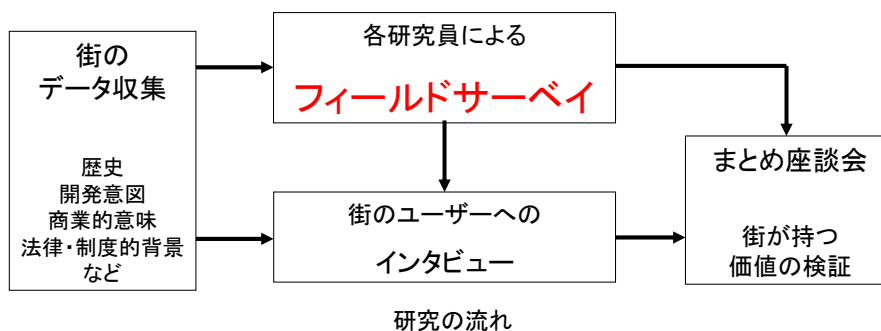 街の
データ収集
歴史
開発意図
商業的意味
法律・制度的背景
など
各研究員による
フィールドサーベイ
街のユーザーへの
インタビュー
まとめ座談会
街が持つ
価値の検証
研究の流れ